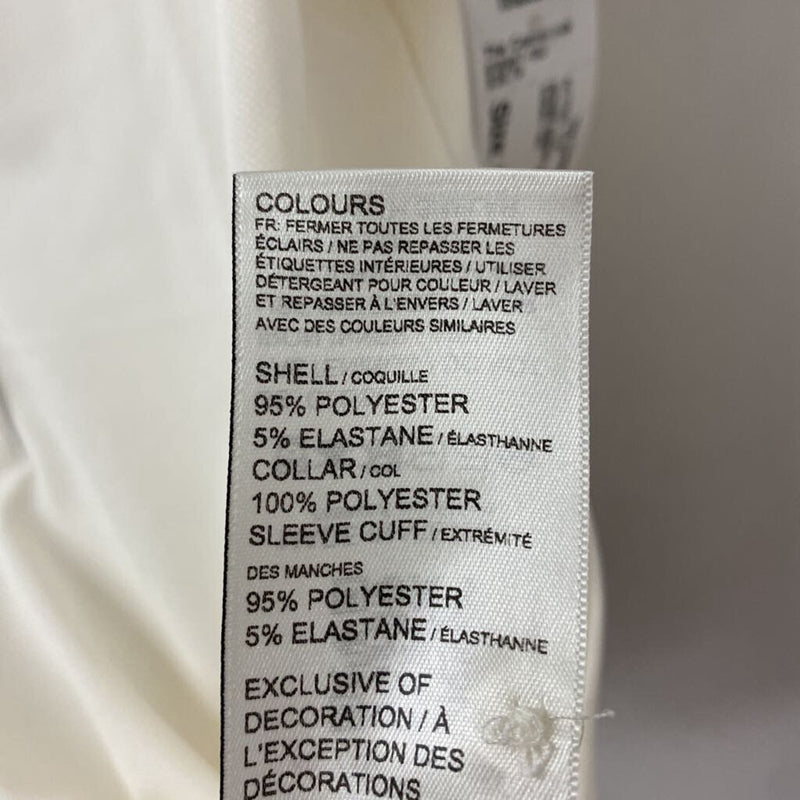 COLOURS
FR: FERMER TOUTES LES FERMETURES
ÉCLAIRS / NE PAS REPASSER LES
ÉTIQUETTES INTÉRIEURES / UTILISER
DÉTERGEANT POUR COULEUR / LAVER
ET REPASSER À L'ENVERS / LAVER
AVEC DES COULEURS SIMILAIRES
SHELL / COQUILLE
95% POLYESTER
5% ELASTANE / ÉLASTHANNE
COLLAR / COL
100% POLYESTER
SLEEVE CUFF / EXTRÉMITÉ
DES MANCHES
95% POLYESTER
5% ELASTANE / ÉLASTHANNE
EXCLUSIVE OF
DECORATION / À
L'EXCEPTION DES
DÉCORATIONS